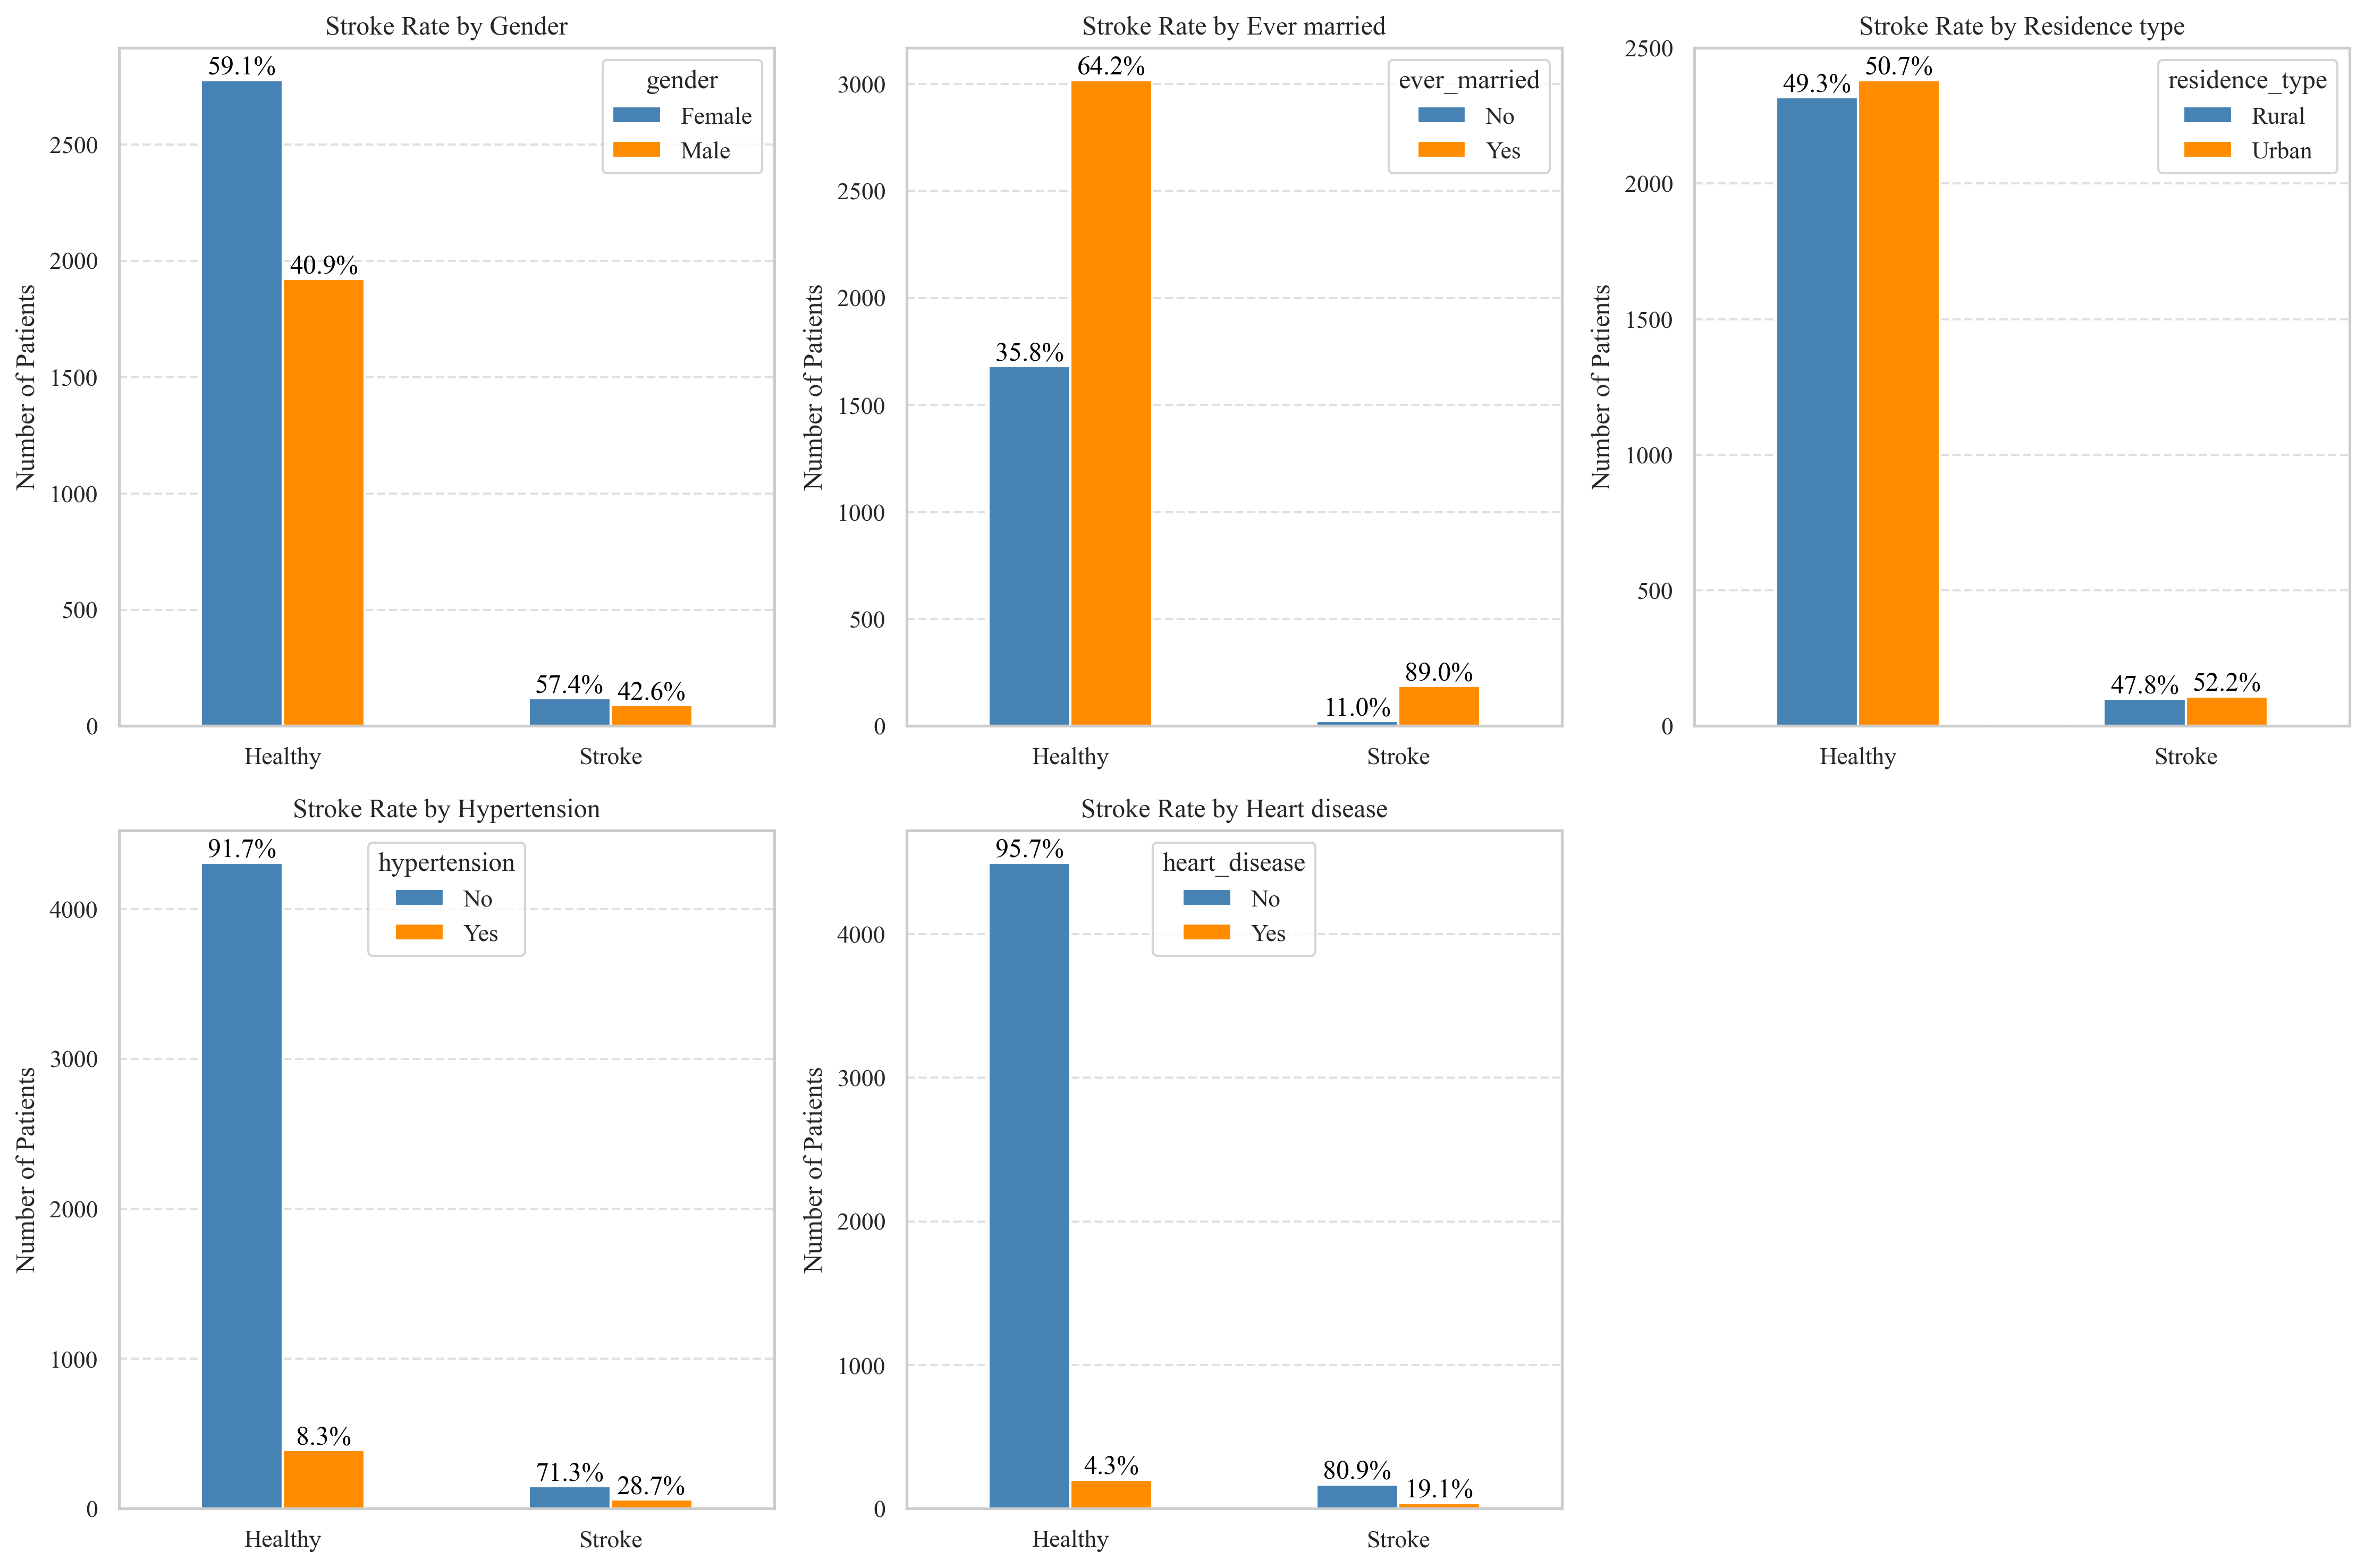 Stroke Rate by Gender
59.1%
gender
Female
Male
2500
2000
40.9%
1500
1000
500
57.4%
42.6%
0
Number of Patients
Healthy
Stroke
Stroke Rate by Ever married
3000
64.2%
ever_married
No
Yes
2500
2000
35.8%
1500
1000
500
89.0%
11.0%
0
Number of Patients
Healthy
Stroke
Stroke Rate by Residence type
2500
49.3%
50.7%
residence_type
Rural
Urban
2000
1500
1000
500
47.8%
52.2%
0
Number of Patients
Healthy
Stroke
Stroke Rate by Hypertension
91.7%
hypertension
No
Yes
4000
3000
2000
1000
8.3%
71.3%
28.7%
0
Number of Patients
Healthy
Stroke
Stroke Rate by Heart disease
95.7%
heart_disease
No
Yes
4000
3000
2000
1000
4.3%
80.9%
19.1%
0
Number of Patients
Healthy
Stroke